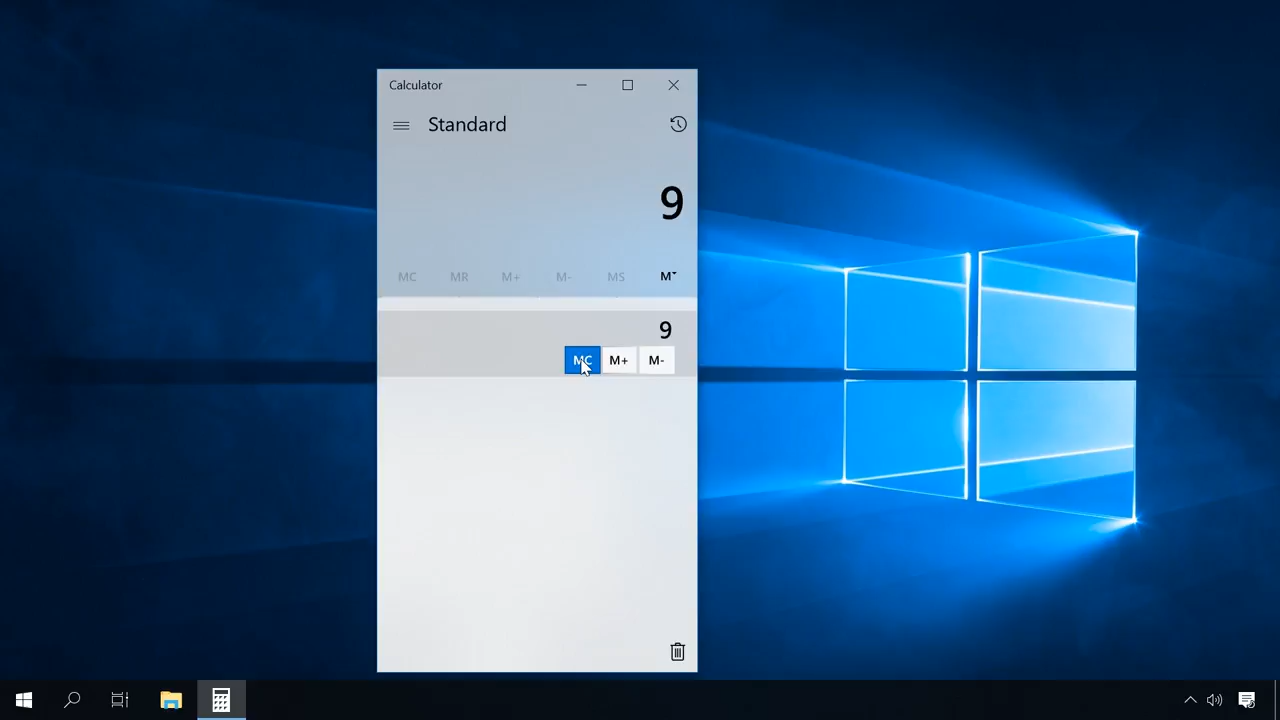 Calculator
Standard
9
MC MR M+ M- MS M
9
MC M+ M-